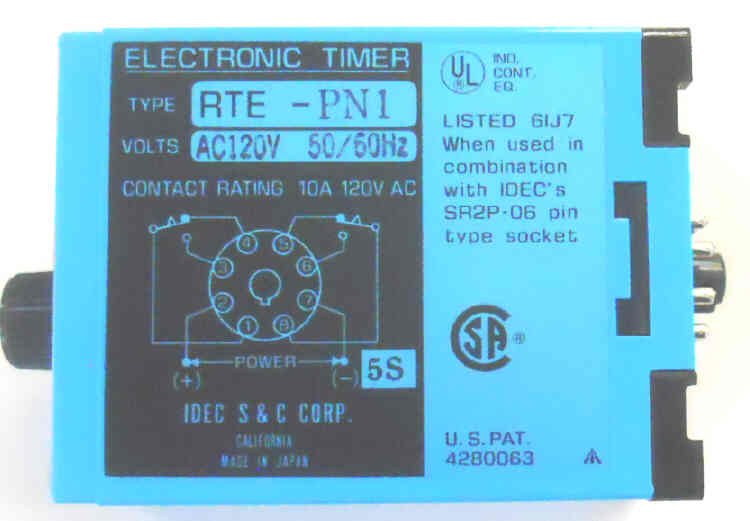 ELECTRONIC TIMER
TYPE RTE -PN1
VOLTS AC120V 50/60Hz
CONTACT RATING 10A 120V AC
4 5
3 6
2 7
1 8
POWER
(+) (-) 5S
IDEC S & C CORP.
CALIFORNIA
MADE IN JAPAN
UL ®
IND.
CONT.
EQ.
LISTED 61J7
When used in
combination
with IDEC's
SR2P-06 pin
type socket
CSA ®
U.S.PAT.
4280063